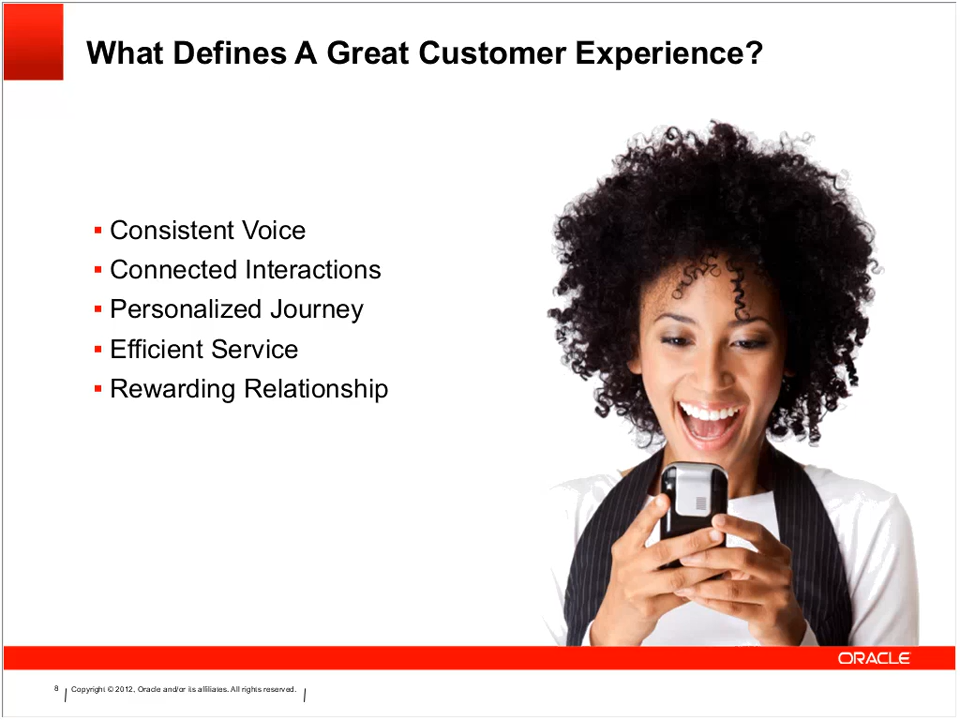 What Defines A Great Customer Experience?
▪ Consistent Voice
▪ Connected Interactions
▪ Personalized Journey
▪ Efficient Service
▪ Rewarding Relationship
ORACLE
8 | Copyright © 2012, Oracle and/or its affiliates. All rights reserved. |